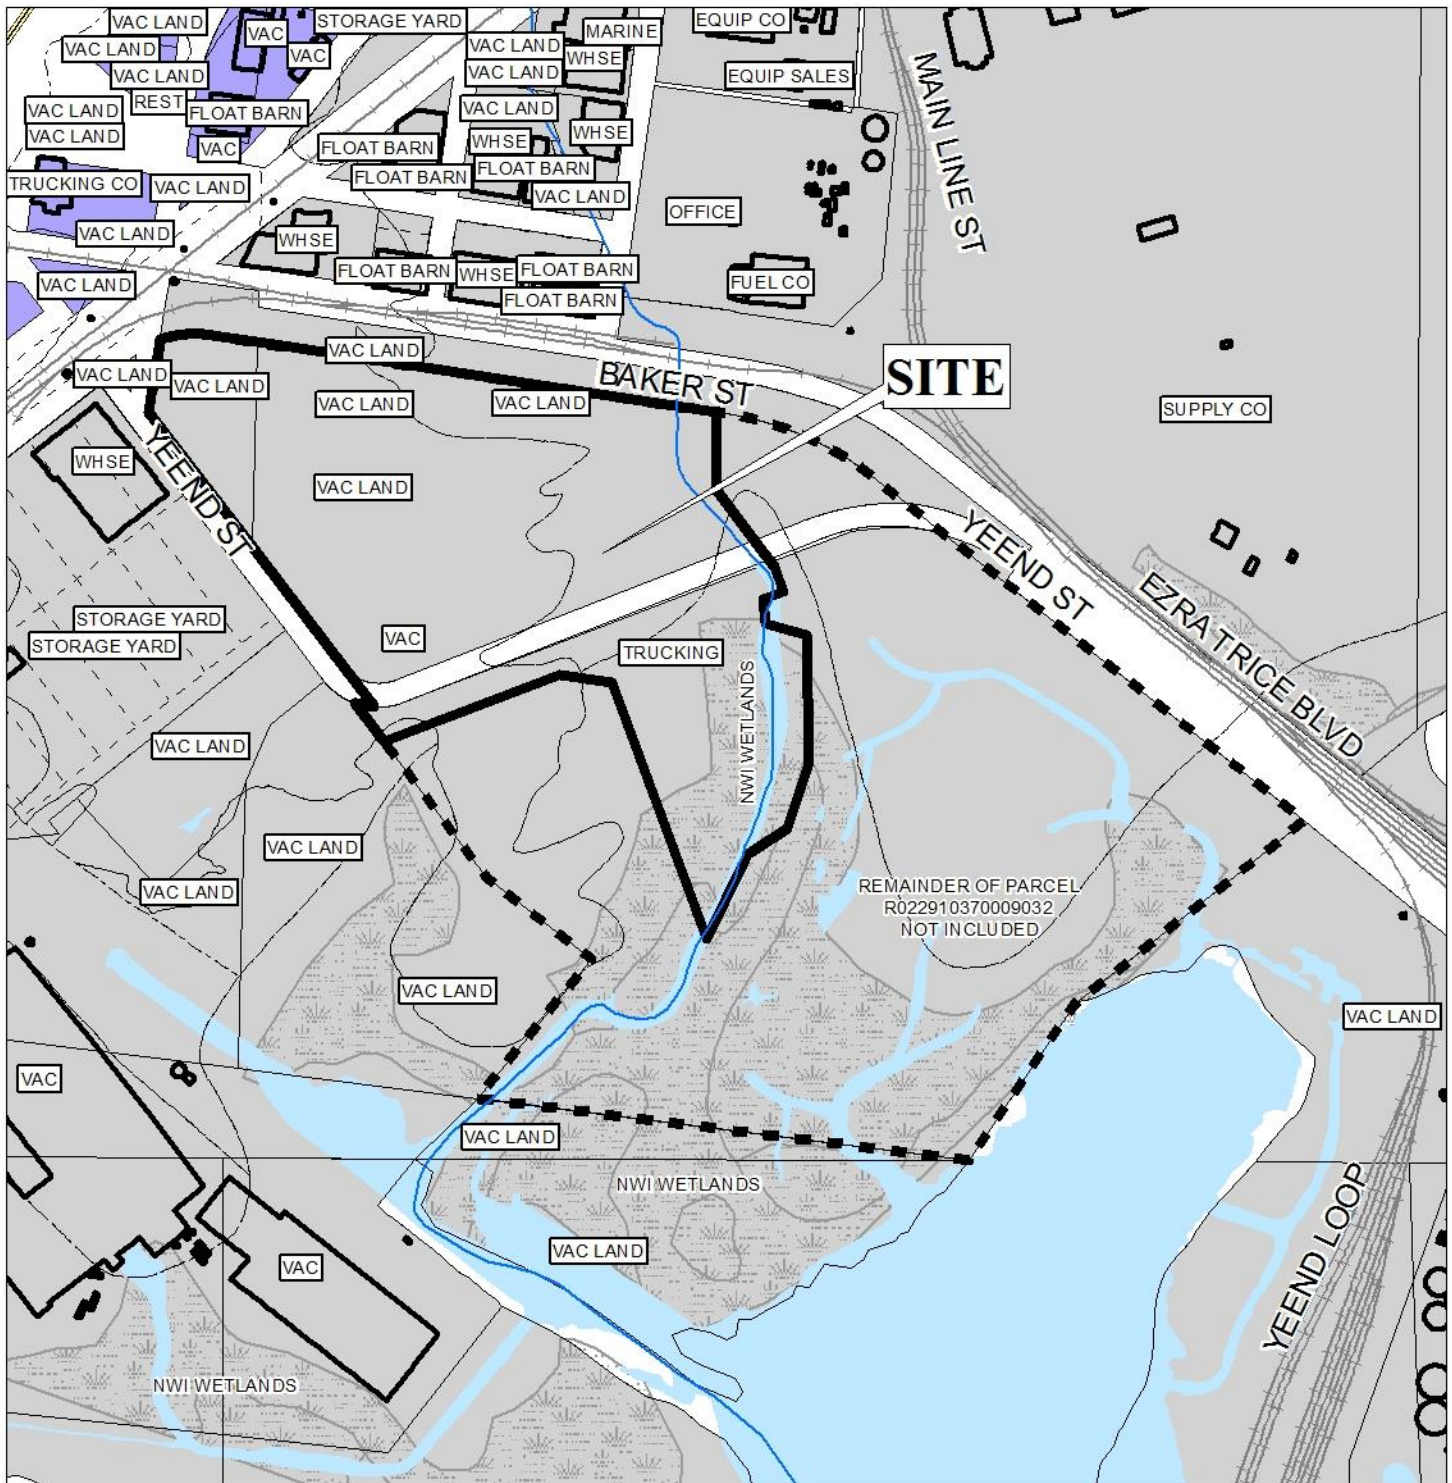 VAC LAND
STORAGE YARD
VAC
VAC LAND
MARINE
EQUIP CO
VAC LAND
VAC
WHSE
VAC LAND
VAC LAND
EQUIP SALES
REST
VAC LAND
FLOAT BARN
VAC LAND
VAC LAND
WHSE
WHSE
VAC
FLOAT BARN
FLOAT BARN
FLOAT BARN
TRUCKING CO
VAC LAND
VAC LAND
OFFICE
MAIN LINE ST
VAC LAND
WHSE
FLOAT BARN
WHSE
FLOAT BARN
VAC LAND
FUEL CO
FLOAT BARN
VAC LAND
VAC LAND
VAC LAND
BAKER ST
SITE
VAC LAND
VAC LAND
SUPPLY CO
WHSE
YEEND ST
VAC LAND
YEEND ST
EZRA TRICE BLVD
STORAGE YARD
STORAGE YARD
VAC
TRUCKING
NWI WETLANDS
VAC LAND
VAC LAND
VAC LAND
REMAINDER OF PARCEL
R022910370009032
NOT INCLUDED
VAC LAND
VAC LAND
VAC
VAC LAND
NWI WETLANDS
YEEND LOOP
VAC LAND
VAC
NWI WETLANDS